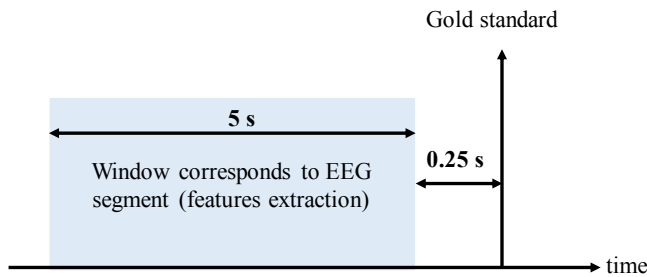 Gold standard
5 s
0.25 s
Window corresponds to EEG
segment (features extraction)
time